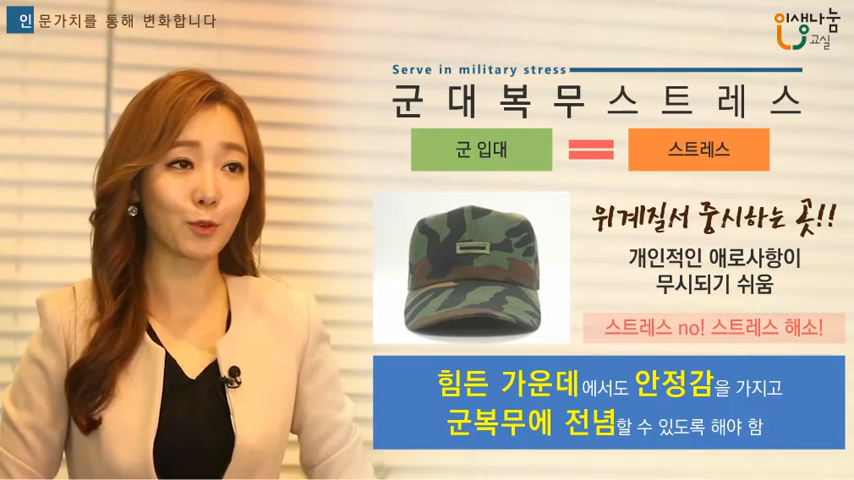 인문가치를 통해 변화합니다
인생나눔
교실
Serve in military stress
군대복무스트레스
군 입대
스트레스
위계질서 중시하는 곳!!
개인적인 애로사항이
무시되기 쉬움
스트레스 no! 스트레스 해소!
힘든 가운데에서도 안정감을 가지고
군복무에 전념할 수 있도록 해야 함